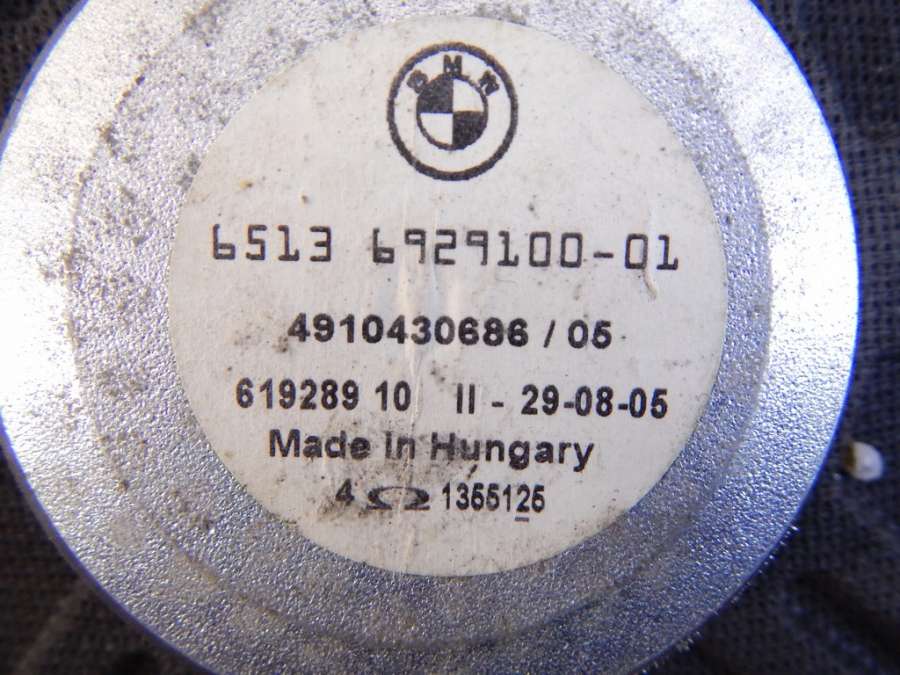 BMW
6513 6929100-01
4910430686 / 05
619289 10 II - 29-08-05
Made in Hungary
4 Ω 1355125